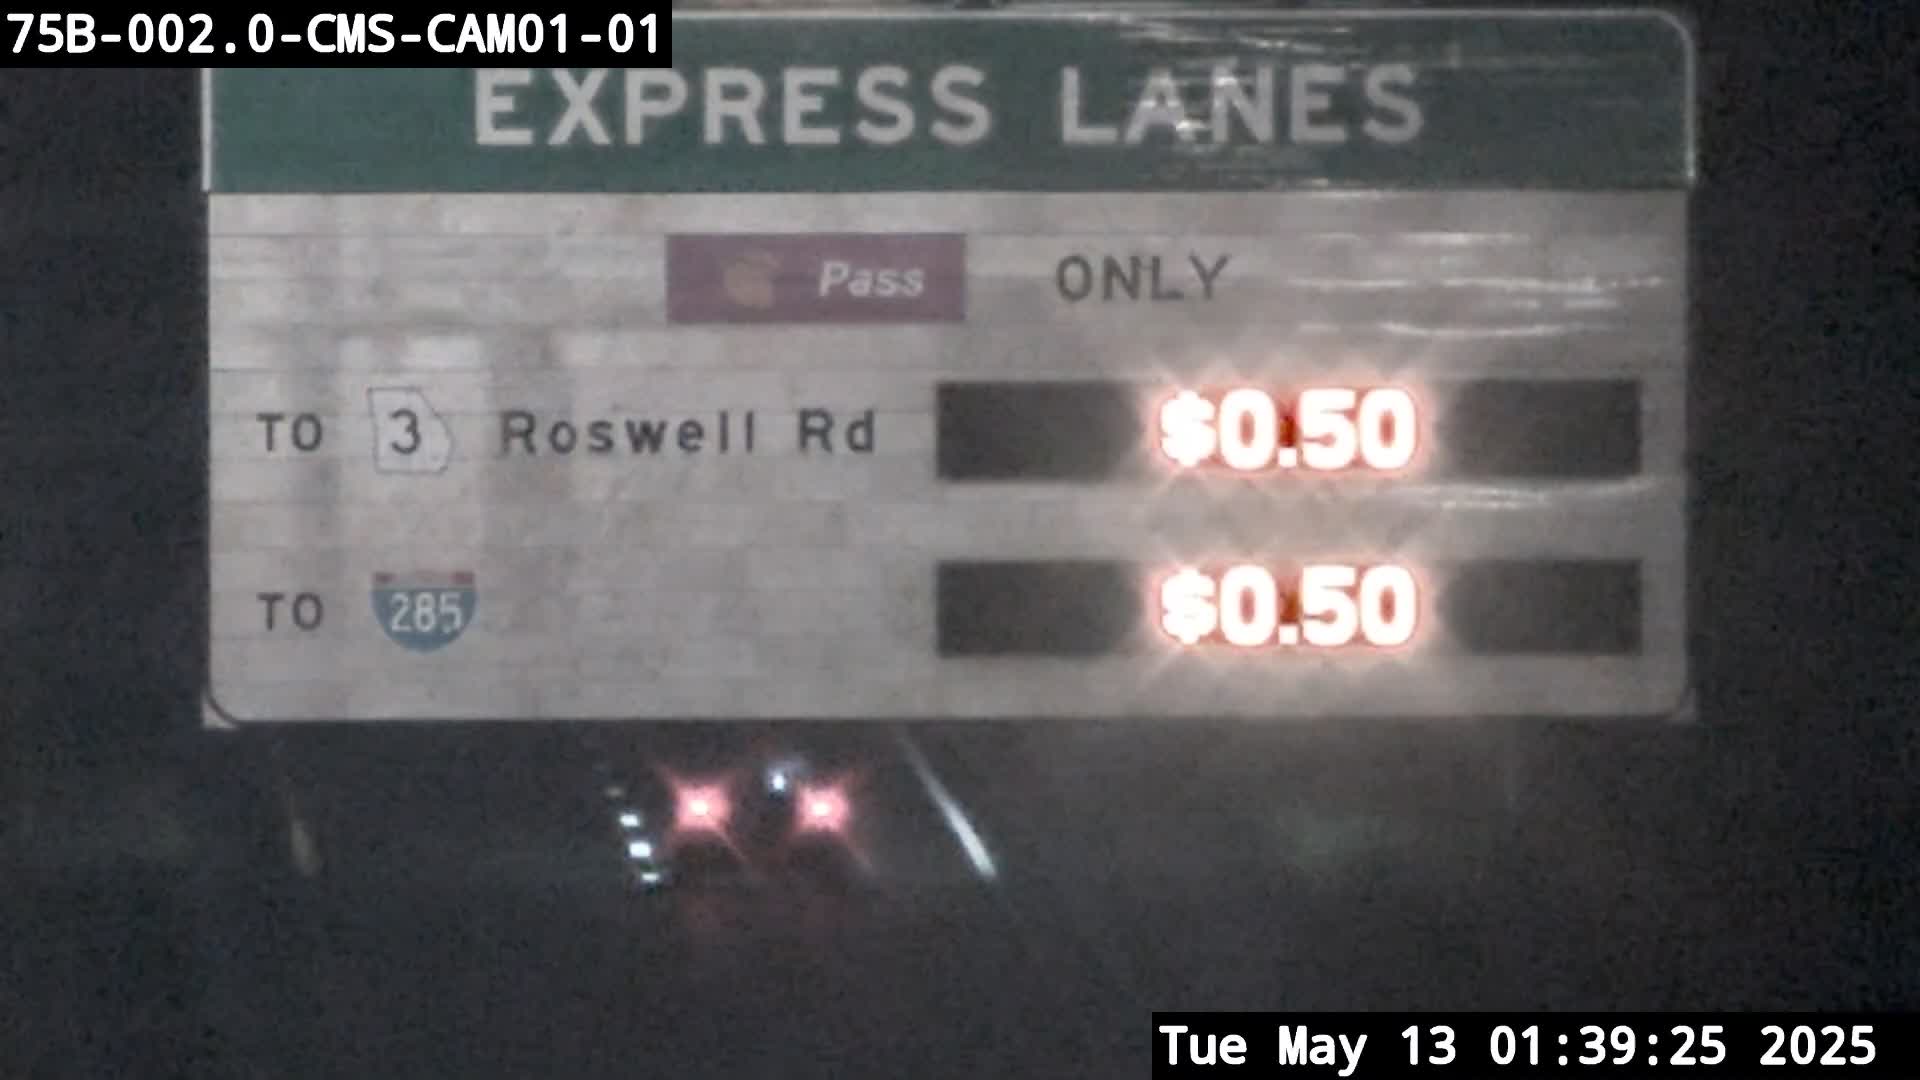 75B-002.0-CMS-CAM01-01
EXPRESS LANES
Pass ONLY
TO 3 Roswell Rd $0.50
TO 285 $0.50
Tue May 13 01:39:25 2025